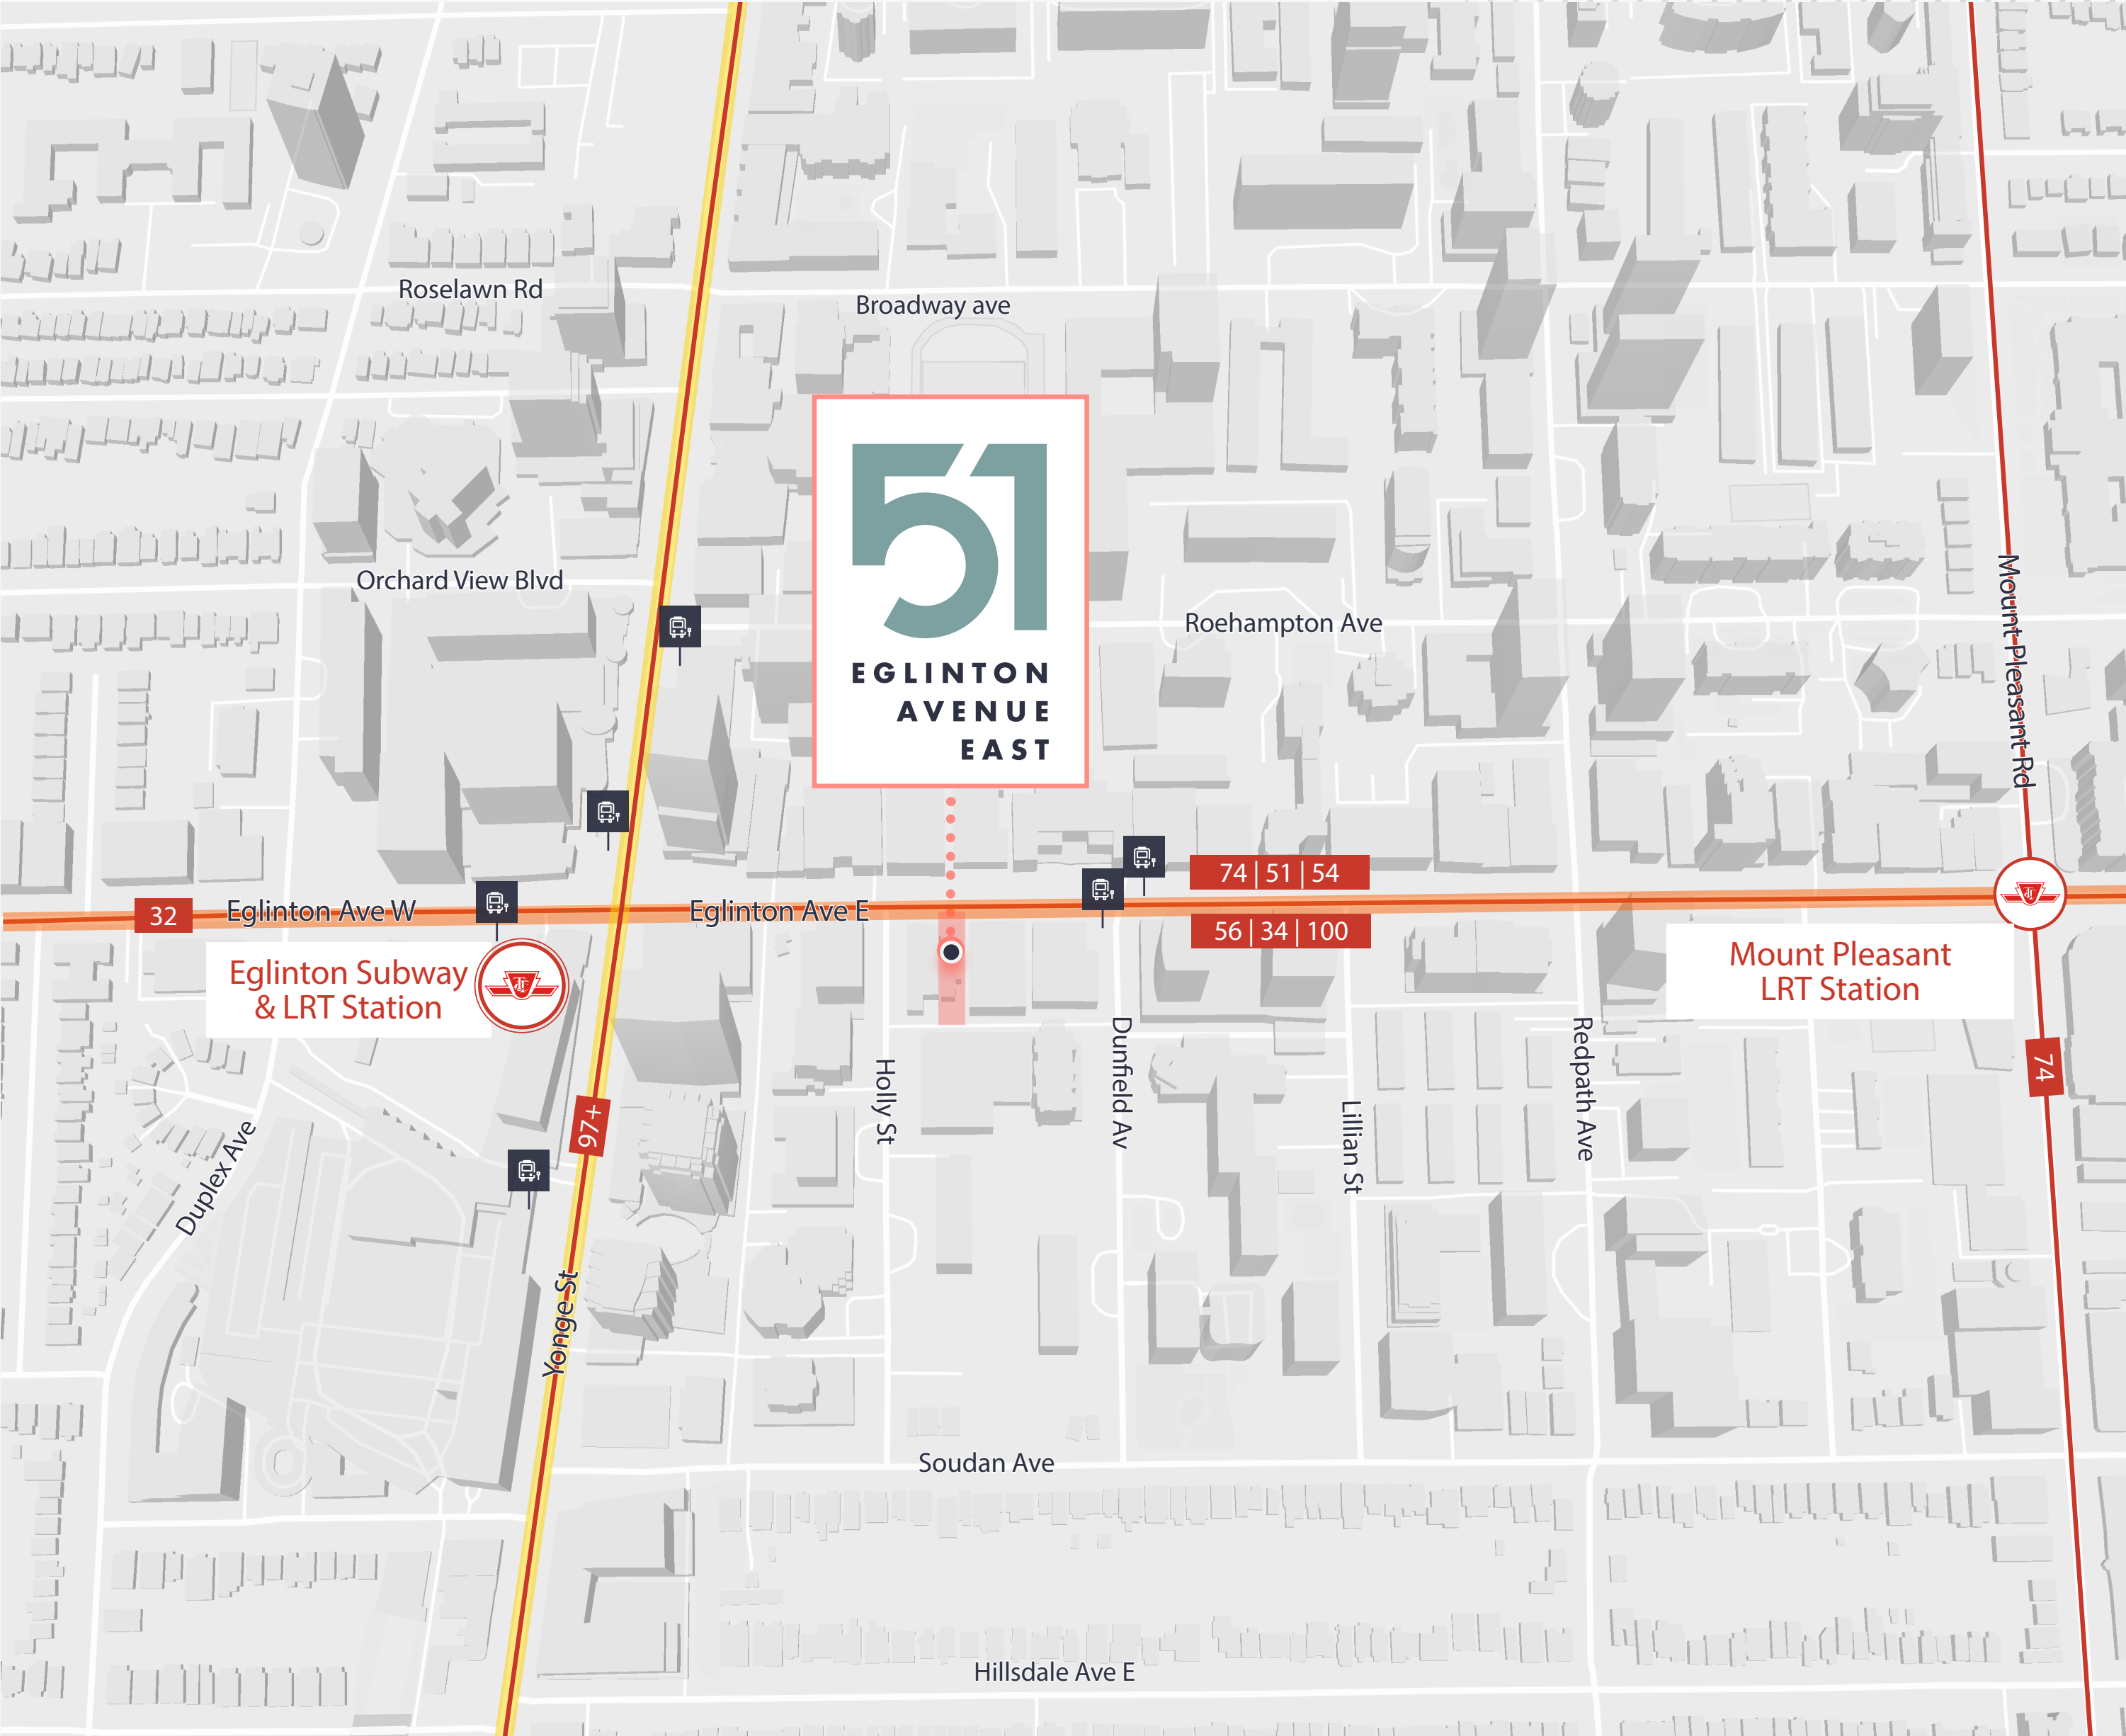 Roselawn Rd
Broadway ave
51
EGLINTON
AVENUE
EAST
Orchard View Blvd
Roehampton Ave
Mount Pleasant Rd
74 | 51 | 54
32
Eglinton Ave W
Eglinton Ave E
56 | 34 | 100
Eglinton Subway
& LRT Station
TTC
Mount Pleasant
LRT Station
TTC
Holly St
Dunfield Av
Lillian St
Redpath Ave
74
97+
Duplex Ave
Yonge St
Soudan Ave
Hillsdale Ave E